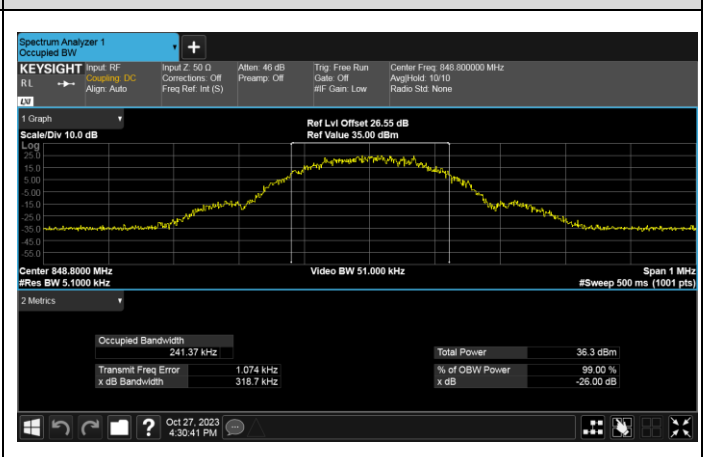 Spectrum Analyzer 1
Occupied BW
+
KEYSIGHT Input: RF Input Z: 50 Ω Atten: 46 dB Trig: Free Run Center Freq: 848.800000 MHz
RL Coupling: DC Corrections: Off Preamp: Off Gate: Off Avg|Hold: 10/10
Align: Auto Freq Ref: Int (S) #IF Gain: Low Radio Std: None
LXI
1 Graph Ref Lvl Offset 26.55 dB
Scale/Div 10.0 dB Ref Value 35.00 dBm
Log
25.0
15.0
5.00
-5.00
-15.0
-25.0
-35.0
-45.0
-55.0
Center 848.8000 MHz Video BW 51.000 kHz Span 1 MHz
#Res BW 5.1000 kHz #Sweep 500 ms (1001 pts)
2 Metrics
Occupied Bandwidth
241.37 kHz Total Power 36.3 dBm
Transmit Freq Error 1.074 kHz % of OBW Power 99.00 %
x dB Bandwidth 318.7 kHz x dB -26.00 dB
? Oct 27, 2023
4:30:41 PM